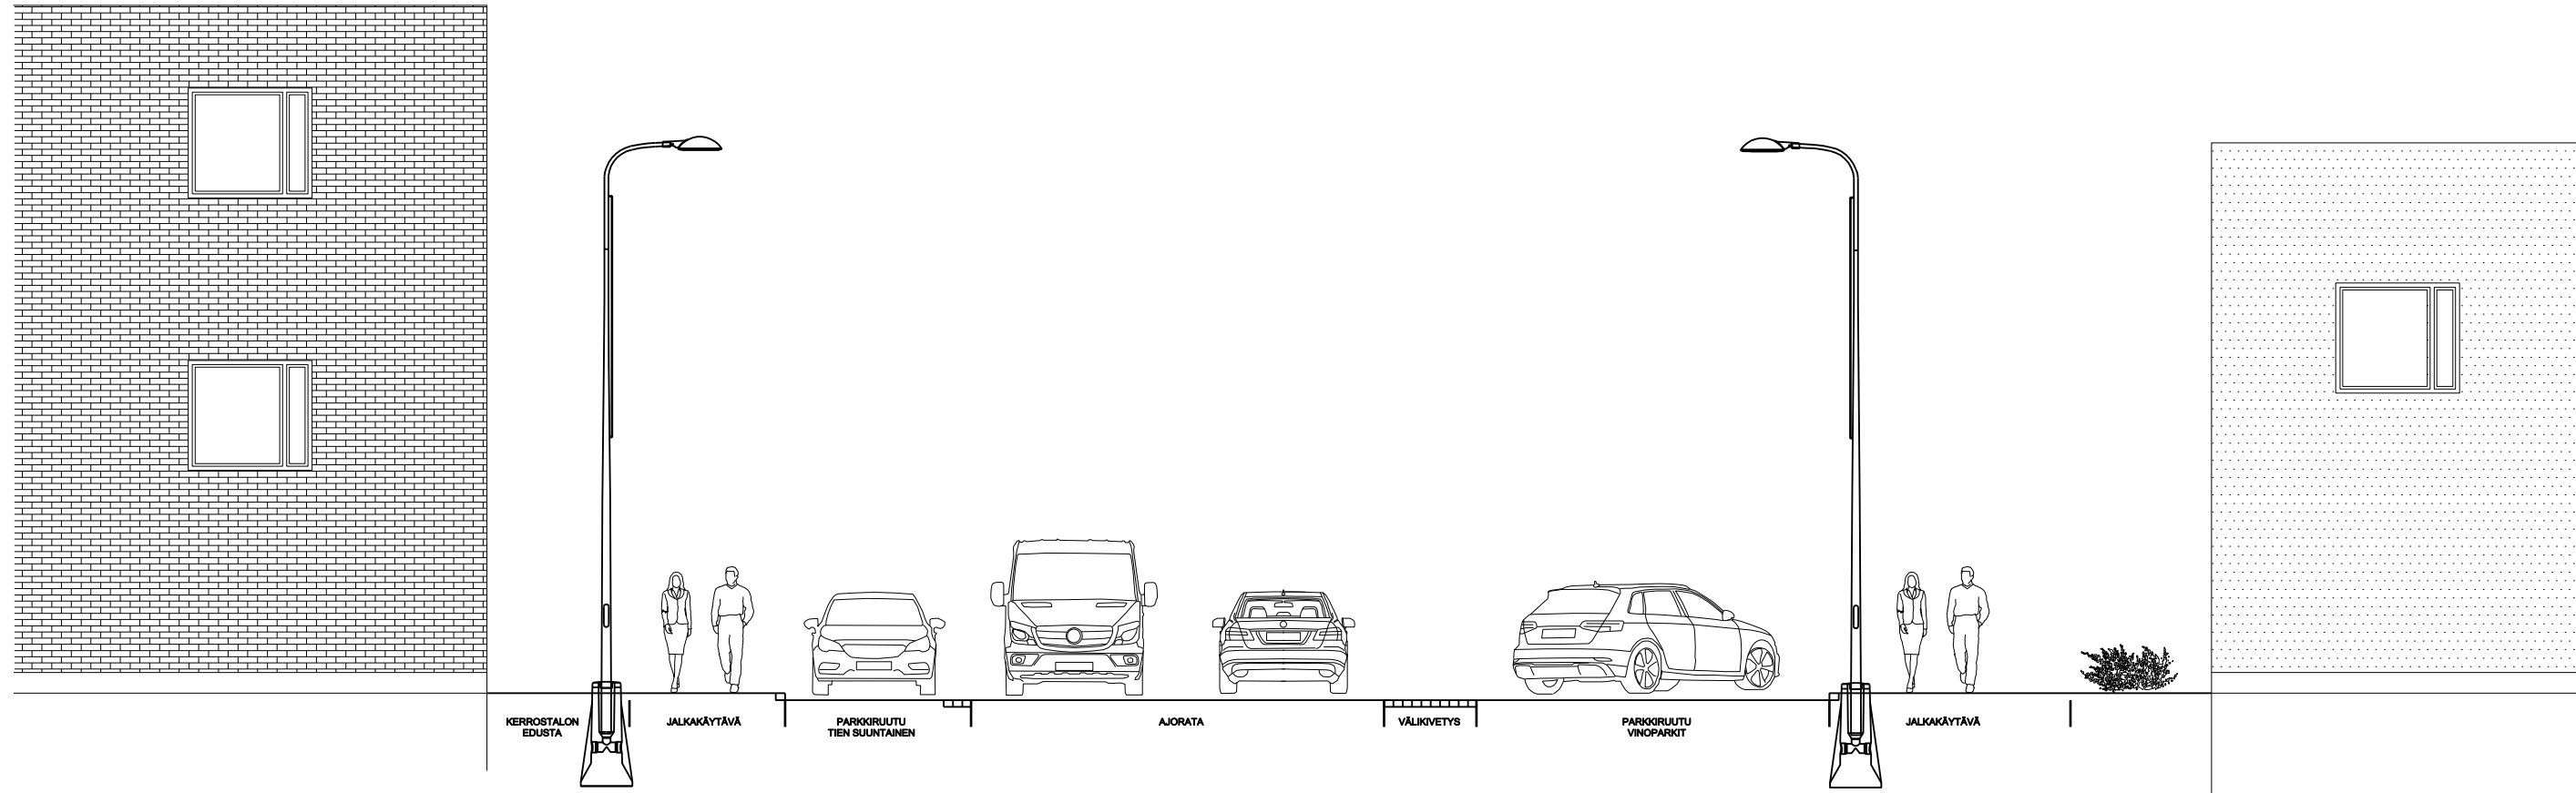 KERROSTALON
EDUSTA
JALKAKÄYTÄVÄ
PARKKIRUUTU
TIEN SUUNTAINEN
AJORATA
VÄLIKIVETYS
PARKKIRUUTU
VINOPARKIT
JALKAKÄYTÄVÄ